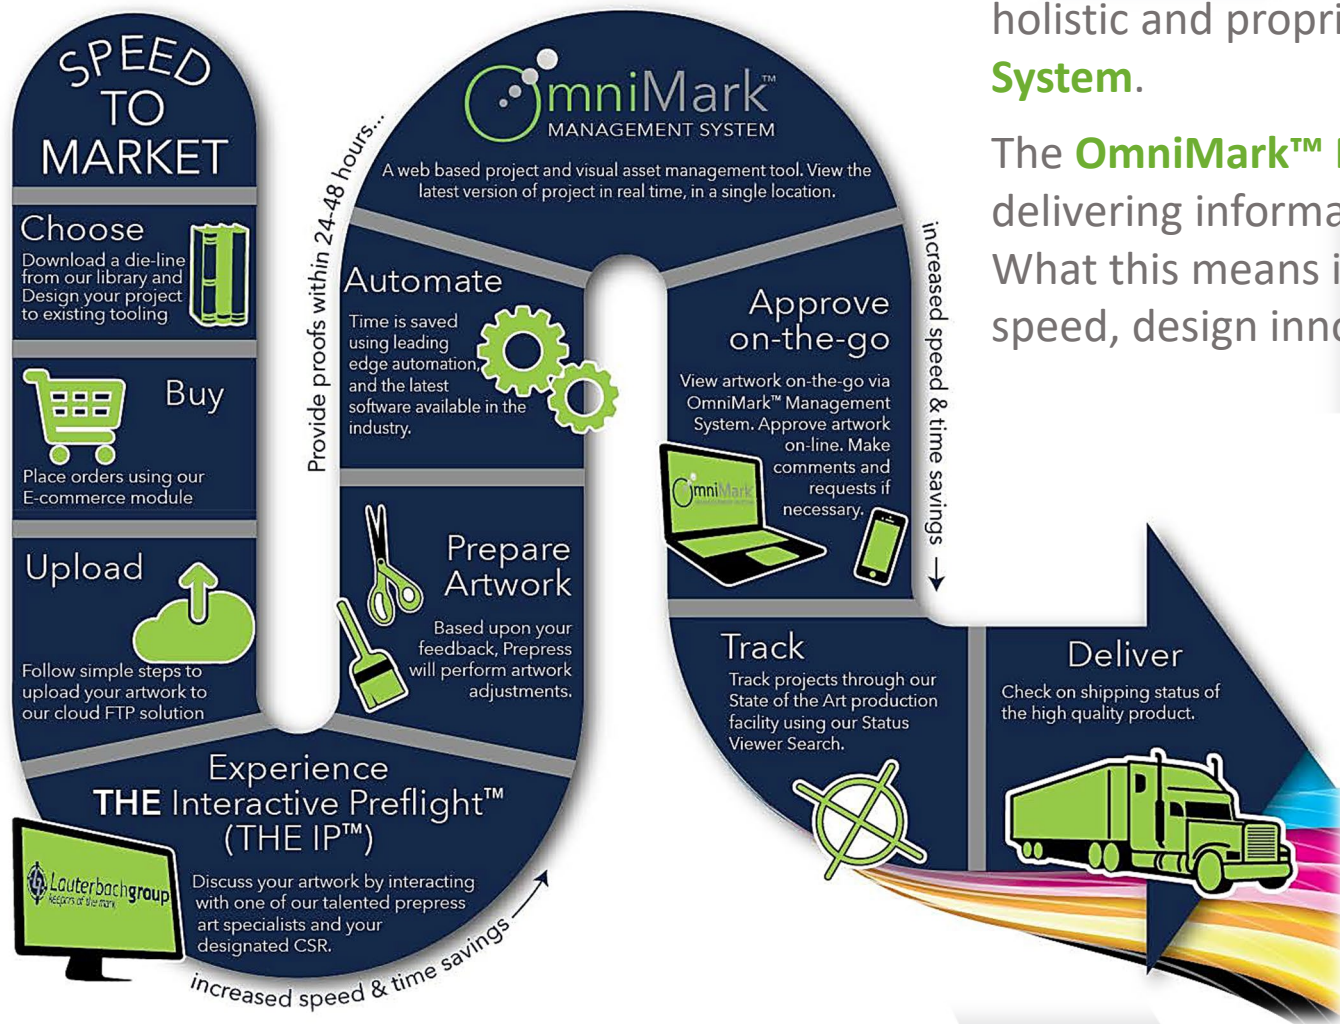 SPEED
TO
MARKET
Choose
Download a die-line
from our library and
Design your project
to existing tooling
Buy
Place orders using our
E-commerce module
Upload
Follow simple steps to
upload your artwork to
our cloud FTP solution
Experience
THE Interactive Preflight™
(THE IP™)
Discuss your artwork by interacting
with one of our talented prepress
art specialists and your
designated CSR.
Lauterbachgroup
keepers of the mark
increased speed & time savings
Prepare
Artwork
Based upon your
feedback, Prepress
will perform artwork
adjustments.
Automate
Time is saved
using leading
edge automation,
and the latest
software available in the
industry.
Provide proofs within 24-48 hours...
OmniMark™
MANAGEMENT SYSTEM
A web based project and visual asset management tool. View the
latest version of project in real time, in a single location.
Approve
on-the-go
View artwork on-the-go via
OmniMark™ Management
System. Approve artwork
on-line. Make
comments and
requests if
necessary.
OmniMark
increased speed & time savings
Track
Track projects through our
State of the Art production
facility using our Status
Viewer Search.
Deliver
Check on shipping status of
the high quality product.
holistic and propri
System.
The OmniMark™
delivering informa
What this means i
speed, design inno